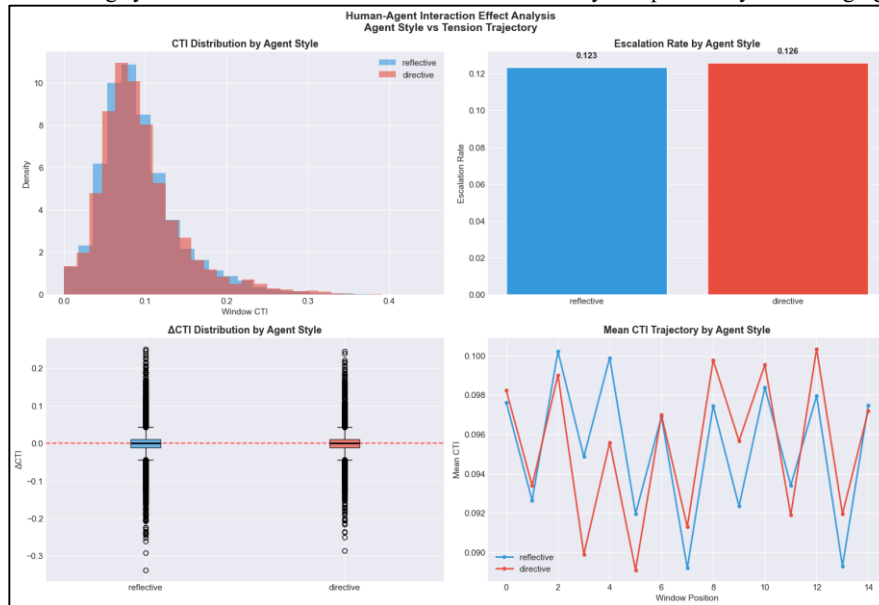 Human-Agent Interaction Effect Analysis
Agent Style vs Tension Trajectory
CTI Distribution by Agent Style
reflective
directive
10
8
6
4
2
0
Density
0.0 0.1 0.2 0.3 0.4
Window CTI
Escalation Rate by Agent Style
0.123 0.126
0.12
0.10
0.08
0.06
0.04
0.02
0.00
Escalation Rate
reflective directive
ΔCTI Distribution by Agent Style
0.2
0.1
0.0
-0.1
-0.2
-0.3
ΔCTI
reflective directive
Mean CTI Trajectory by Agent Style
0.100
0.098
0.096
0.094
0.092
0.090
Mean CTI
reflective
directive
0 2 4 6 8 10 12 14
Window Position